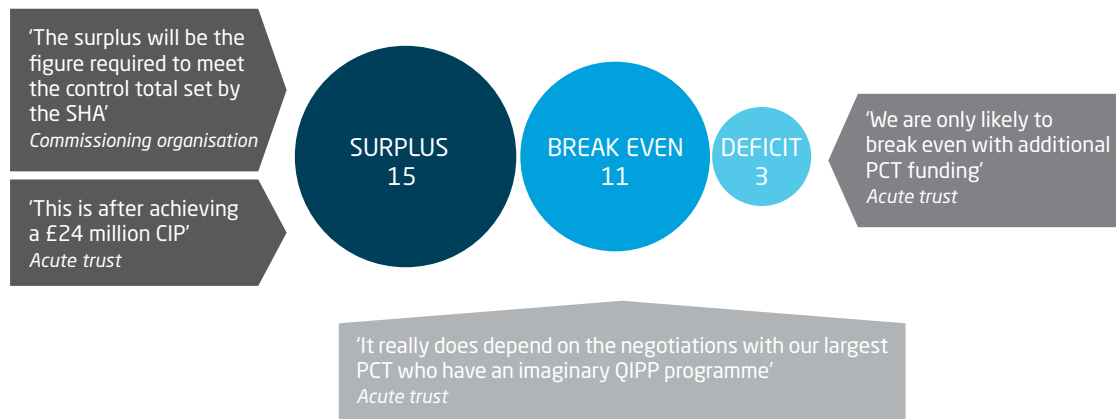 ‘The surplus will be the
figure required to meet
the control total set by
the SHA’
Commissioning organisation
‘This is after achieving
a £24 million CIP’
Acute trust
SURPLUS
15
BREAK EVEN
11
DEFICIT
3
‘We are only likely to
break even with additional
PCT funding’
Acute trust
‘It really does depend on the negotiations with our largest
PCT who have an imaginary QIPP programme’
Acute trust